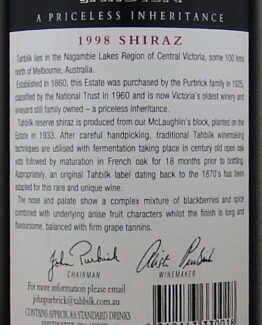 A PRICELESS INHERITANCE
1998 SHIRAZ
Tahbilk lies in the Nagambie Lakes Region of Central Victoria, some 100 kms
north of Melbourne, Australia.
Established in 1860, this Estate was purchased by the Purbrick family in 1925,
classified by the National Trust in 1960 and is now Victoria's oldest winery and
vineyard still family owned – a priceless inheritance.
Tahbilk reserve shiraz is produced from our McLaughlin's block, planted on the
Estate in 1933. After careful handpicking, traditional Tahbilk winemaking
techniques are utilised with fermentation taking place in century old open oak
vats followed by maturation in French oak for 18 months prior to bottling.
Appropriately, an original Tahbilk label dating back to the 1870's has been
adapted for this rare and unique wine.
The nose and palate show a complex mixture of blackberries and spice
combined with underlying anise fruit characters whilst the finish is long and
flavoursome, balanced with firm grape tannins.
John Purbrick
Alister Purbrick
CHAIRMAN
WINEMAKER
For more information please email
johnpurbrick@tahbilk.com.au
CONTAINS APPROX. 8.6 STANDARD DRINKS